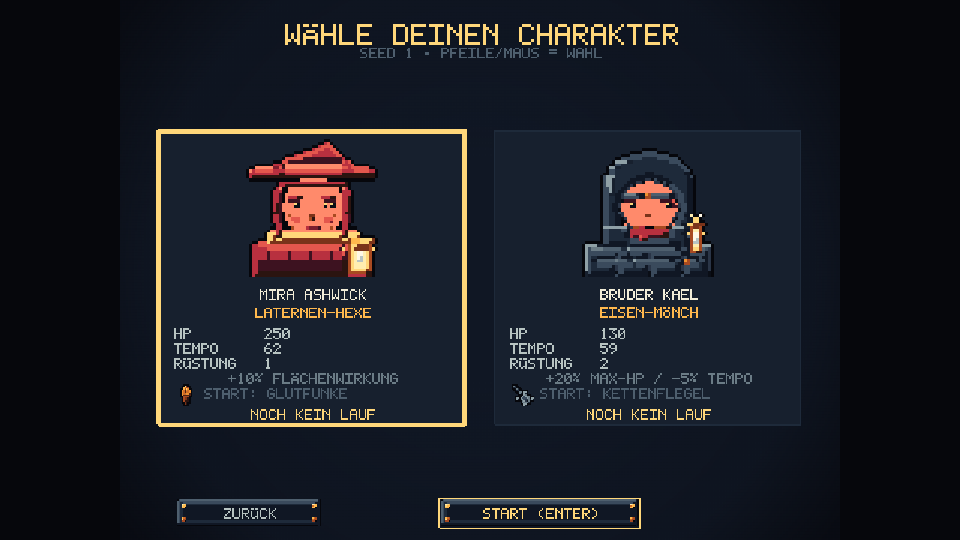 WÄHLE DEINEN CHARAKTER
SEED 1 - PFEILE/MAUS = WAHL
MIRA ASHWICK
LATERNEN-HEXE
HP 250
TEMPO 62
RÜSTUNG 1
+10% FLÄCHENWIRKUNG
START: GLUTFUNKE
NOCH KEIN LAUF
BRUDER KAEL
EISEN-MÖNCH
HP 130
TEMPO 59
RÜSTUNG 2
+20% MAX-HP / -5% TEMPO
START: KETTENFLEGEL
NOCH KEIN LAUF
ZURÜCK
START (ENTER)